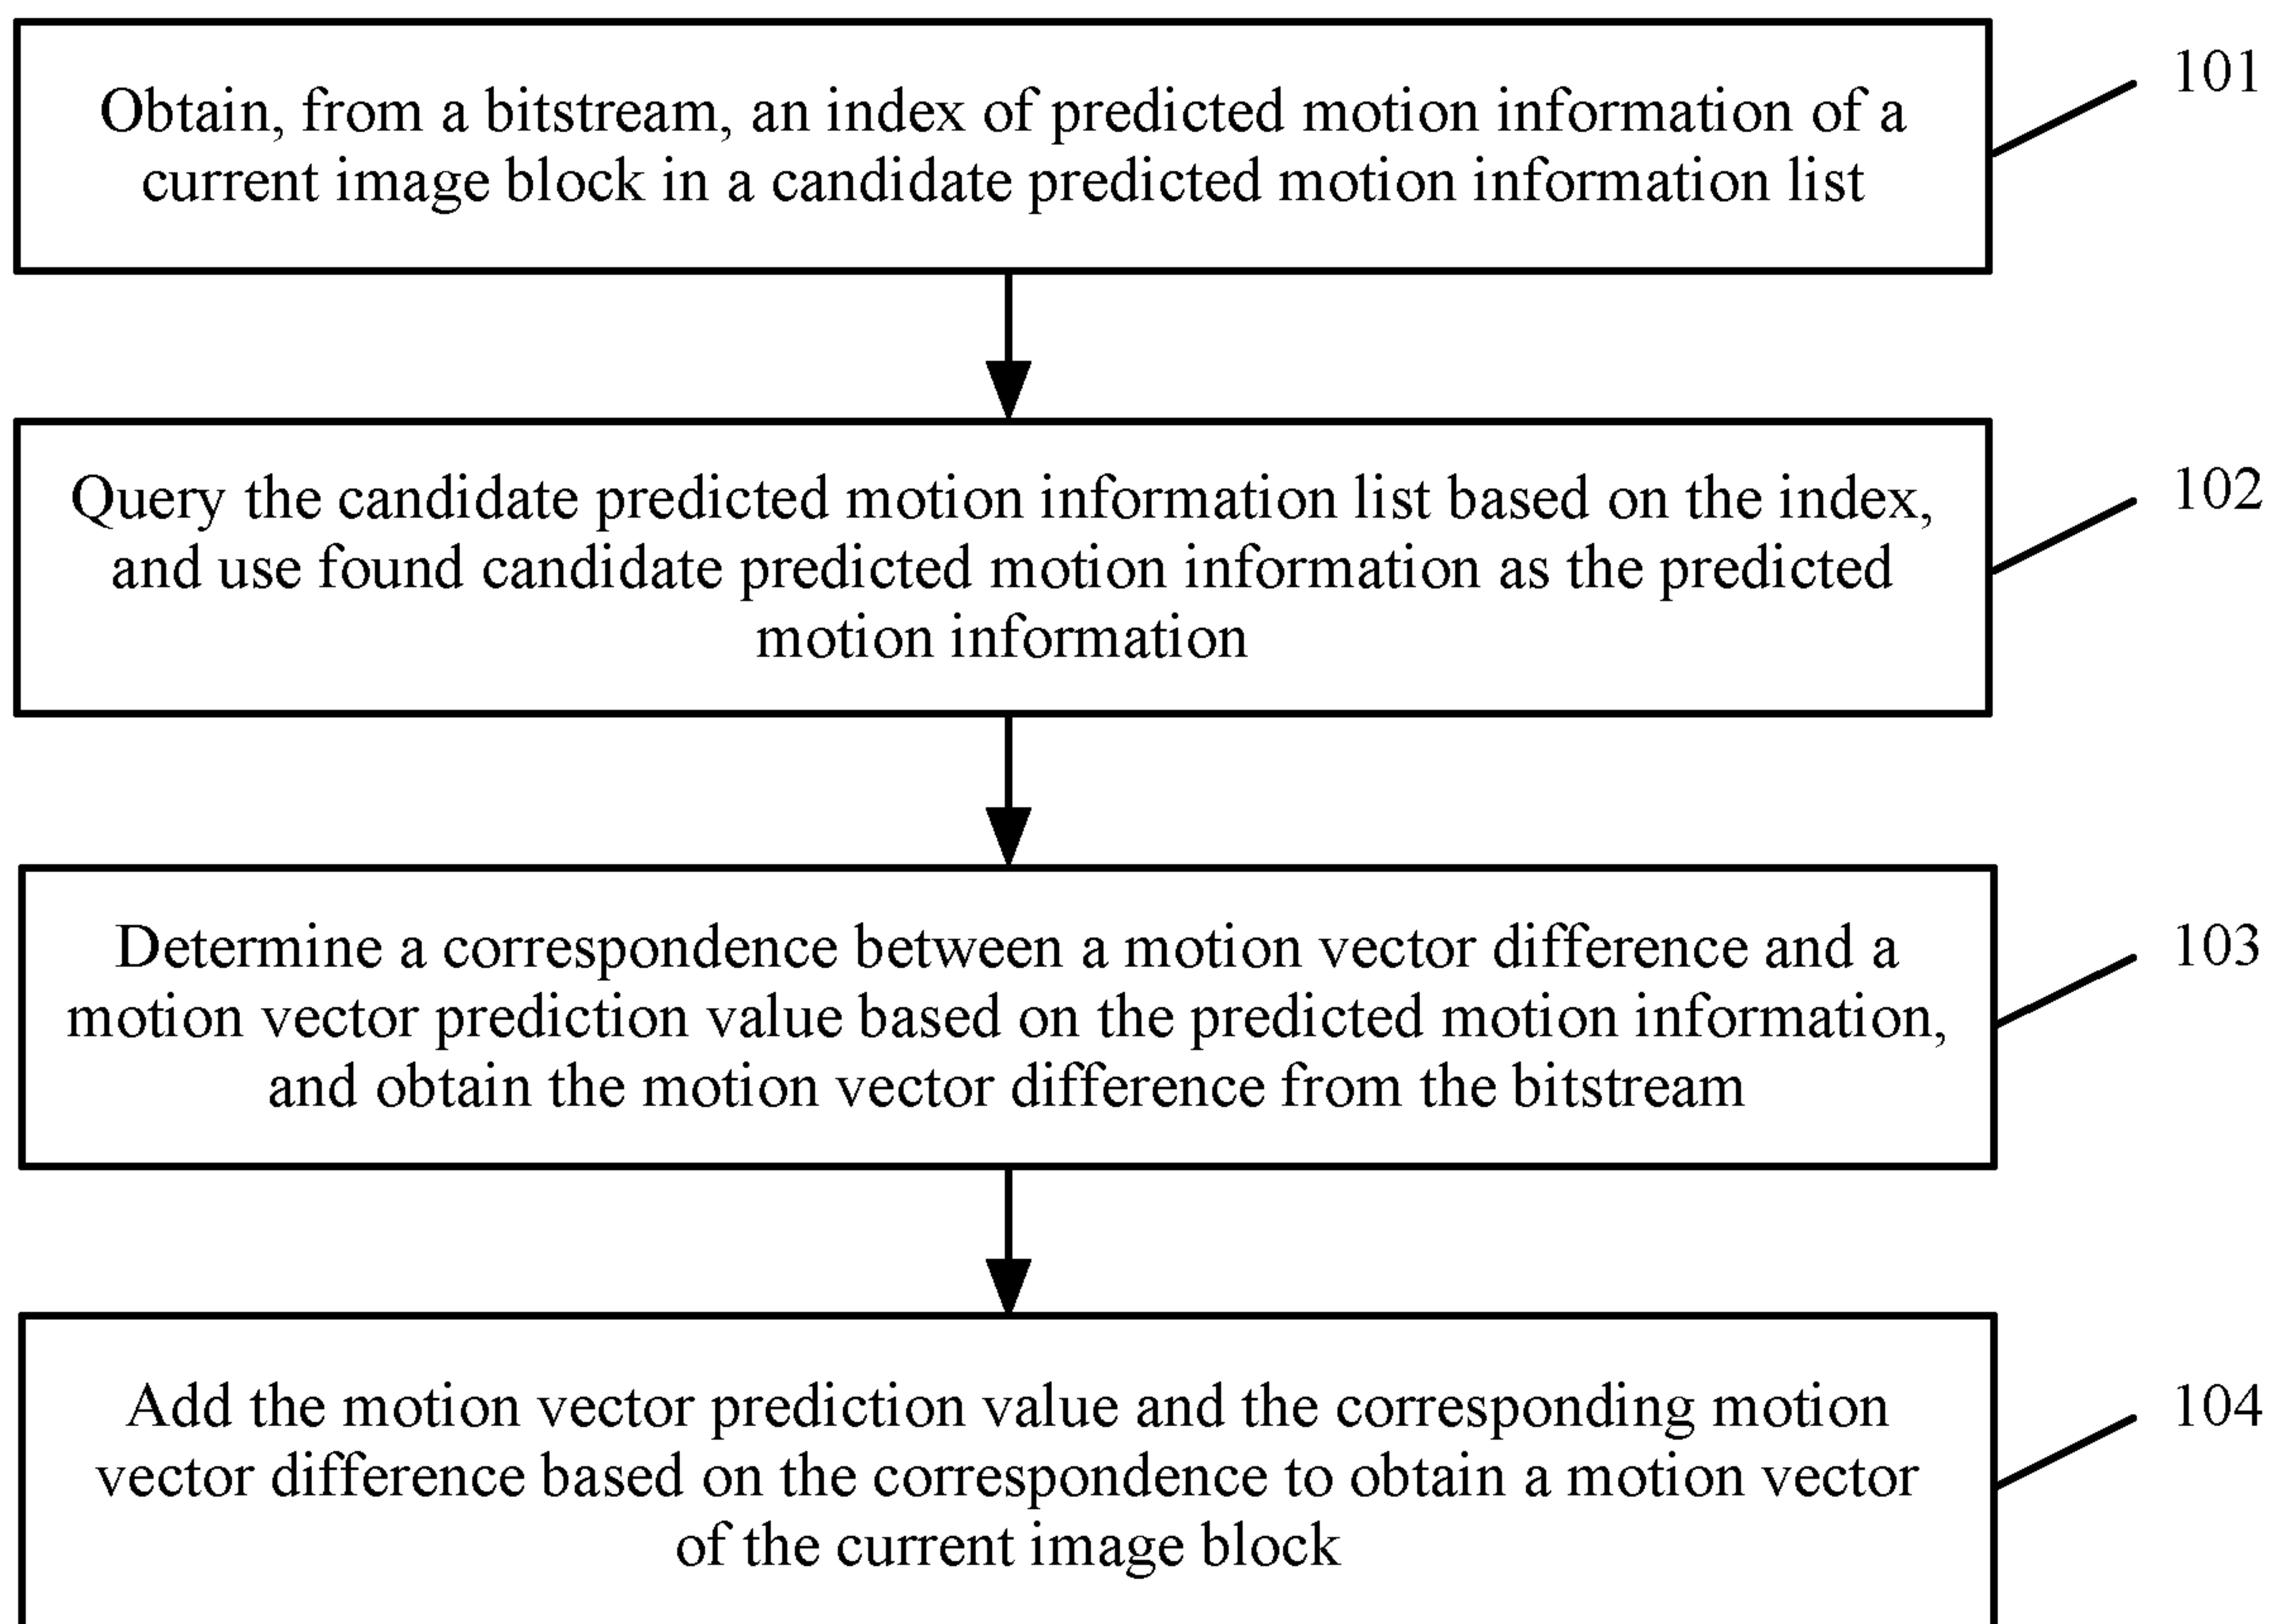 Obtain, from a bitstream, an index of predicted motion information of a
current image block in a candidate predicted motion information list
101
Query the candidate predicted motion information list based on the index,
and use found candidate predicted motion information as the predicted
motion information
102
Determine a correspondence between a motion vector difference and a
motion vector prediction value based on the predicted motion information,
and obtain the motion vector difference from the bitstream
103
Add the motion vector prediction value and the corresponding motion
vector difference based on the correspondence to obtain a motion vector
of the current image block
104